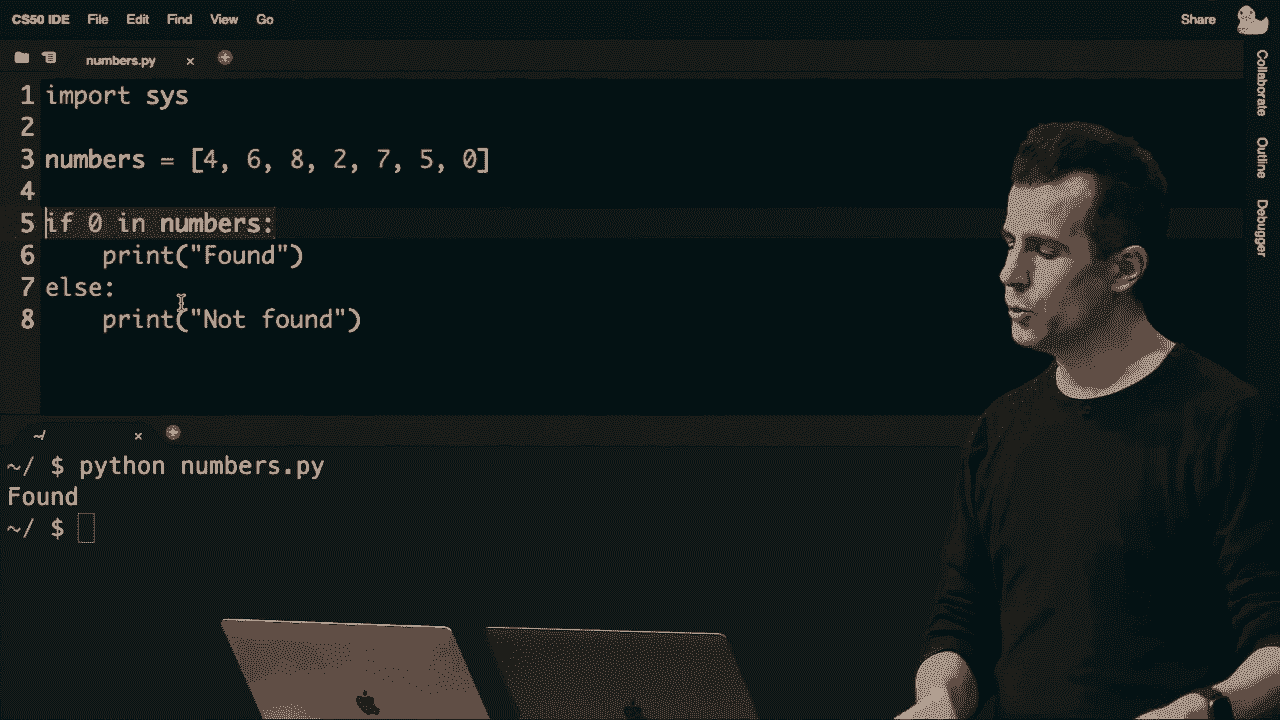 CS50 IDE File Edit Find View Go Share
numbers.py ×
1 import sys
2
3 numbers = [4, 6, 8, 2, 7, 5, 0]
4
5 if 0 in numbers:
6     print("Found")
7 else:
8     print("Not found")
Collaborate
Outline
Debugger
~/ ×
~/ $ python numbers.py
Found
~/ $